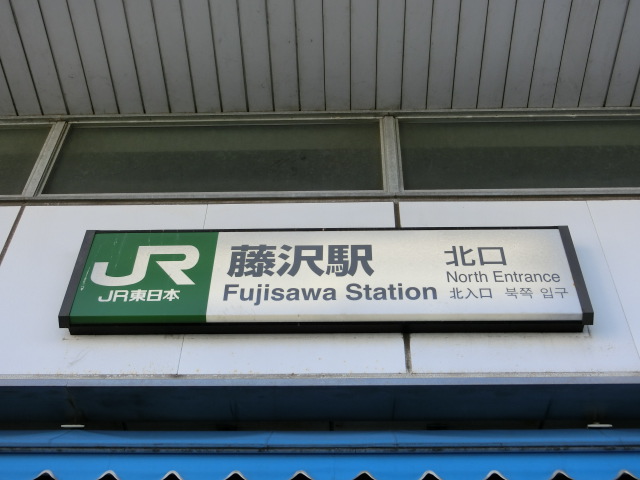 JR
JR東日本
藤沢駅
Fujisawa Station
北口
North Entrance
北入口 북쪽 입구